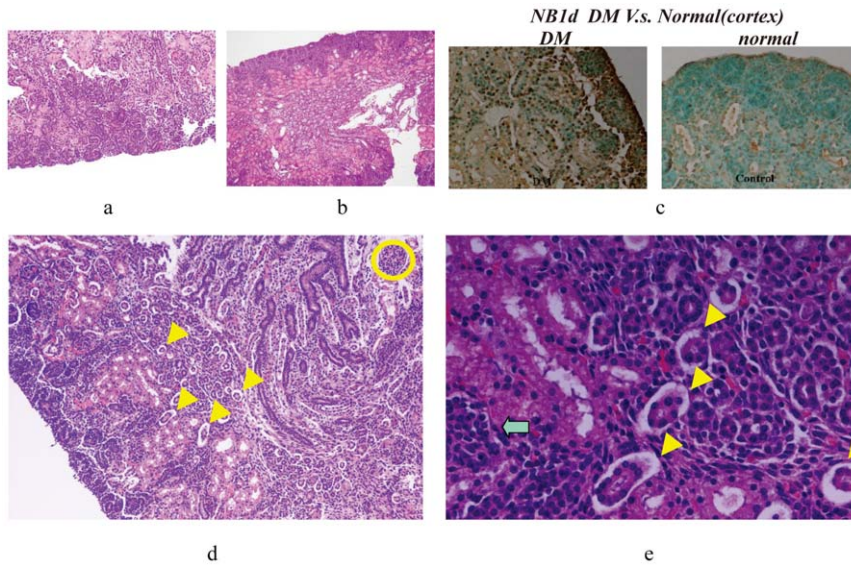 NB1d DM V.s. Normal(cortex)
DM normal
DM Control
a b c
d e